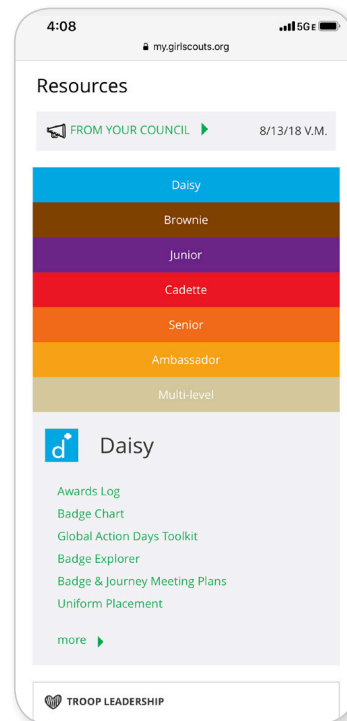 4:08 5GE
my.girlscouts.org
Resources
FROM YOUR COUNCIL 8/13/18 V.M.
Daisy
Brownie
Junior
Cadette
Senior
Ambassador
Multi-level
d Daisy
Awards Log
Badge Chart
Global Action Days Toolkit
Badge Explorer
Badge & Journey Meeting Plans
Uniform Placement
more
TROOP LEADERSHIP